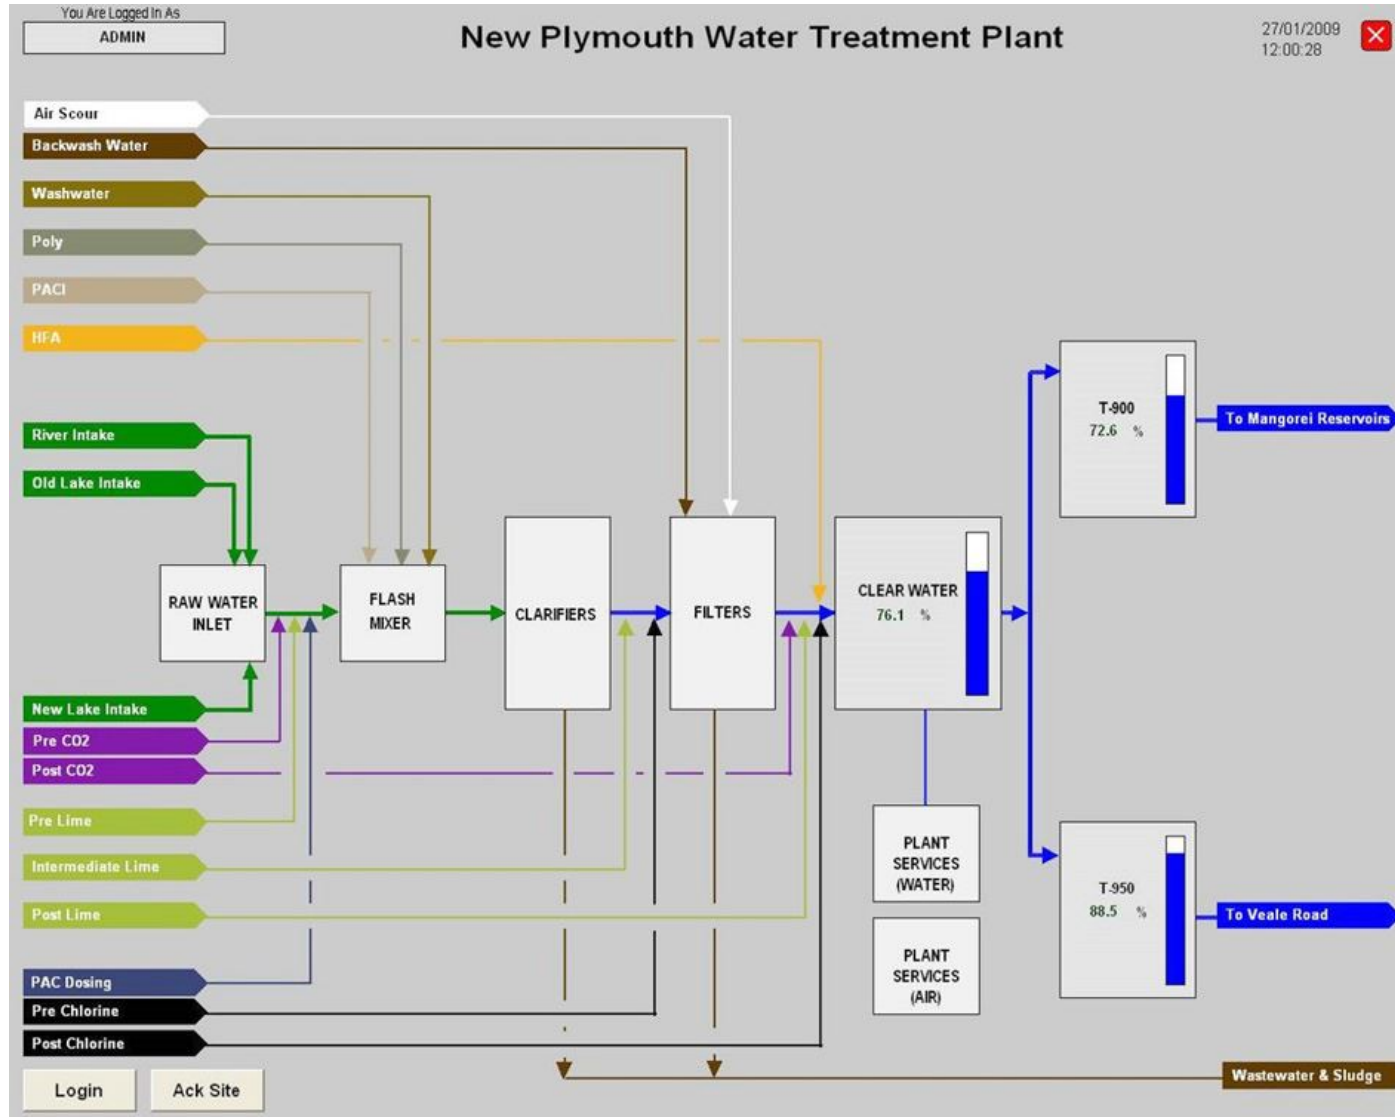 You Are Logged In As
ADMIN
New Plymouth Water Treatment Plant
27/01/2009
12:00:28
Air Scour
Backwash Water
Washwater
Poly
PACl
HFA
River Intake
Old Lake Intake
RAW WATER
INLET
FLASH
MIXER
CLARIFIERS
FILTERS
CLEAR WATER
76.1 %
T-900
72.6 %
To Mangorei Reservoirs
New Lake Intake
Pre CO2
Post CO2
Pre Lime
Intermediate Lime
Post Lime
PAC Dosing
Pre Chlorine
Post Chlorine
PLANT
SERVICES
(WATER)
PLANT
SERVICES
(AIR)
T-950
88.5 %
To Veale Road
Wastewater & Sludge
Login
Ack Site